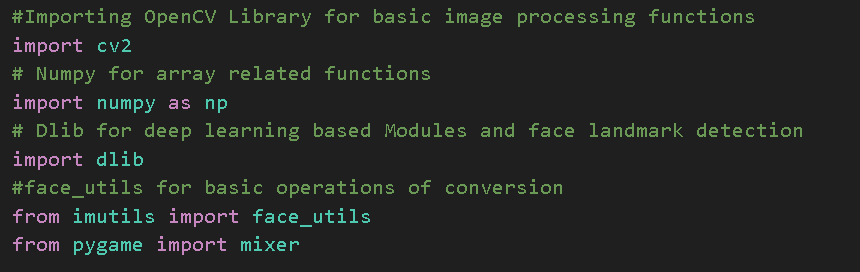 #Importing OpenCV Library for basic image processing functions
import cv2
# Numpy for array related functions
import numpy as np
# Dlib for deep learning based Modules and face landmark detection
import dlib
#face_utils for basic operations of conversion
from imutils import face_utils
from pygame import mixer